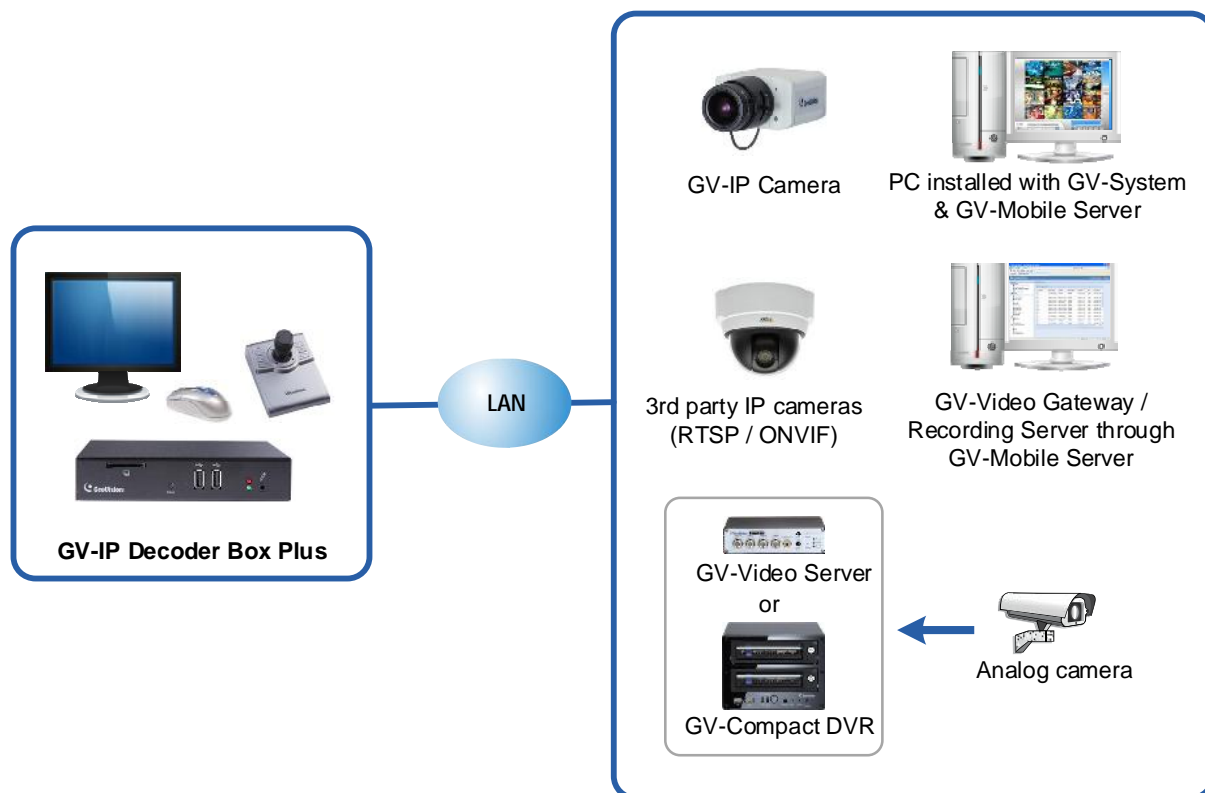 GV-IP Camera
PC installed with GV-System
& GV-Mobile Server
LAN
3rd party IP cameras
(RTSP / ONVIF)
GV-Video Gateway /
Recording Server through
GV-Mobile Server
GeoVision
GV-IP Decoder Box Plus
GV-Video Server
or
GV-Compact DVR
Analog camera